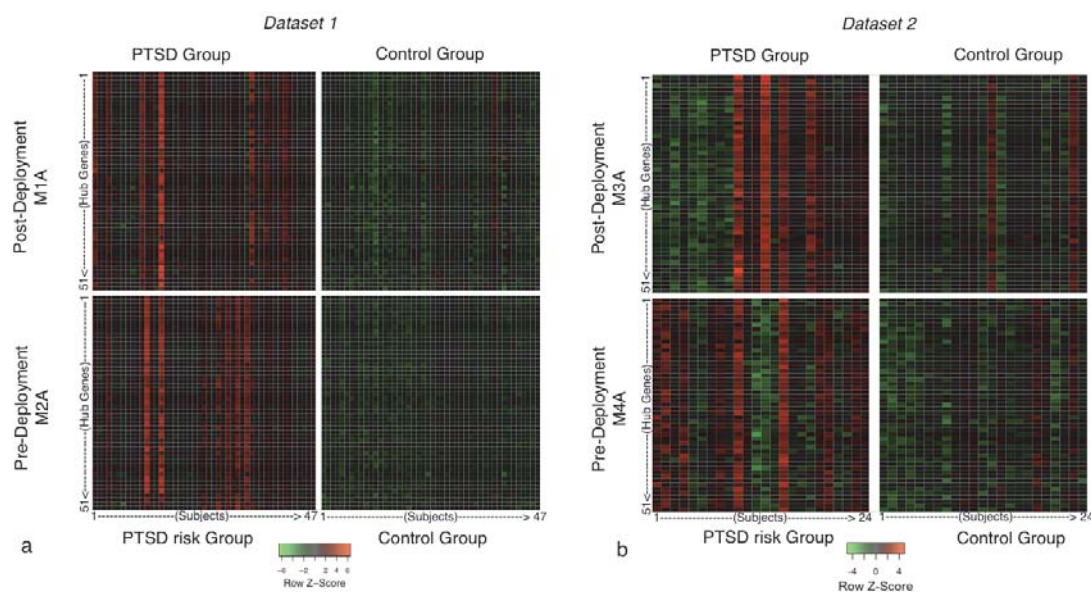 Dataset 1
PTSD Group
Control Group
Post-Deployment
M1A
51<------------(Hub Genes)------------1
Pre-Deployment
M2A
51<------------(Hub Genes)------------1
1 ------------------(Subjects)---------------> 47
1 ------------------(Subjects)---------------> 47
PTSD risk Group
Control Group
a
-6 -2 2 6
Row Z-Score
Dataset 2
PTSD Group
Control Group
Post-Deployment
M3A
51<------------(Hub Genes)------------1
Pre-Deployment
M4A
51<------------(Hub Genes)------------1
1------------------(Subjects)---------------> 24
1------------------(Subjects)---------------> 24
PTSD risk Group
Control Group
b
-4 0 4
Row Z-Score